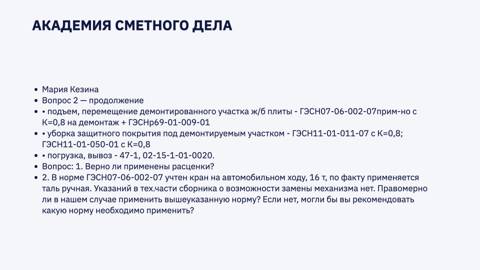 АКАДЕМИЯ СМЕТНОГО ДЕЛА
• Мария Кезина
• Вопрос 2 — продолжение
• • подъем, перемещение демонтированного участка ж/б плиты - ГЭСН07-06-002-07прим-но с
К=0,8 на демонтаж + ГЭСНр69-01-009-01
• • уборка защитного покрытия под демонтируемым участком - ГЭСН11-01-011-07 с К=0,8;
ГЭСН11-01-050-01 с К=0,8
• • погрузка, вывоз - 47-1, 02-15-1-01-0020.
• Вопрос: 1. Верно ли применены расценки?
• 2. В норме ГЭСН07-06-002-07 учтен кран на автомобильном ходу, 16 т, по факту применяется
таль ручная. Указаний в тех.части сборника о возможности замены механизма нет. Правомерно
ли в нашем случае применить вышеуказанную норму? Если нет, могли бы вы рекомендовать
какую норму необходимо применить?